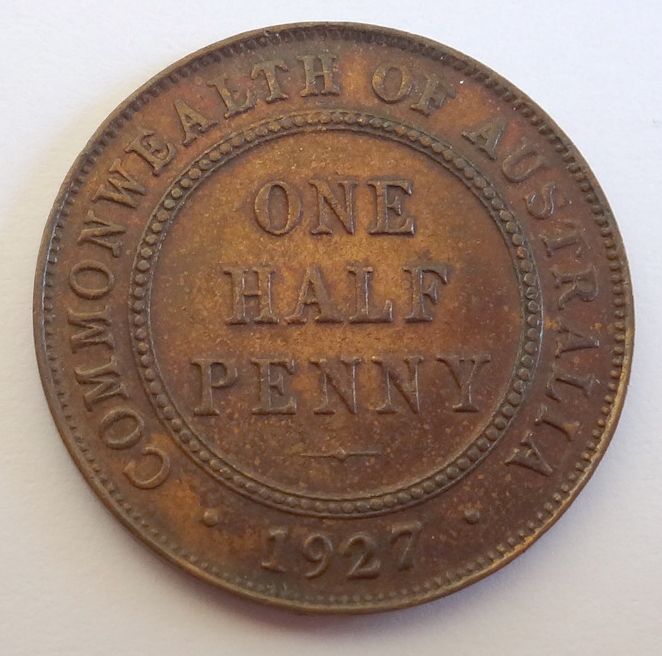 COMMONWEALTH OF AUSTRALIA
ONE
HALF
PENNY
1927